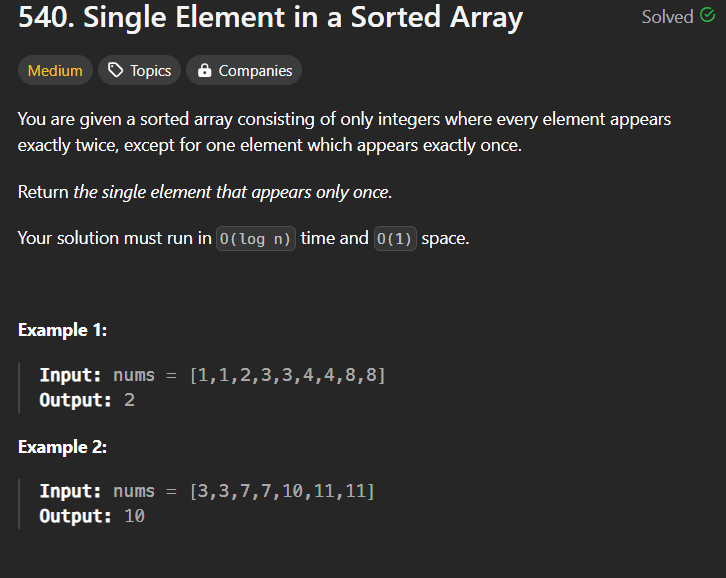 540. Single Element in a Sorted Array
Solved
Medium
Topics
Companies
You are given a sorted array consisting of only integers where every element appears
exactly twice, except for one element which appears exactly once.
Return the single element that appears only once.
Your solution must run in O(log n) time and O(1) space.
Example 1:
Input: nums = [1,1,2,3,3,4,4,8,8]
Output: 2
Example 2:
Input: nums = [3,3,7,7,10,11,11]
Output: 10